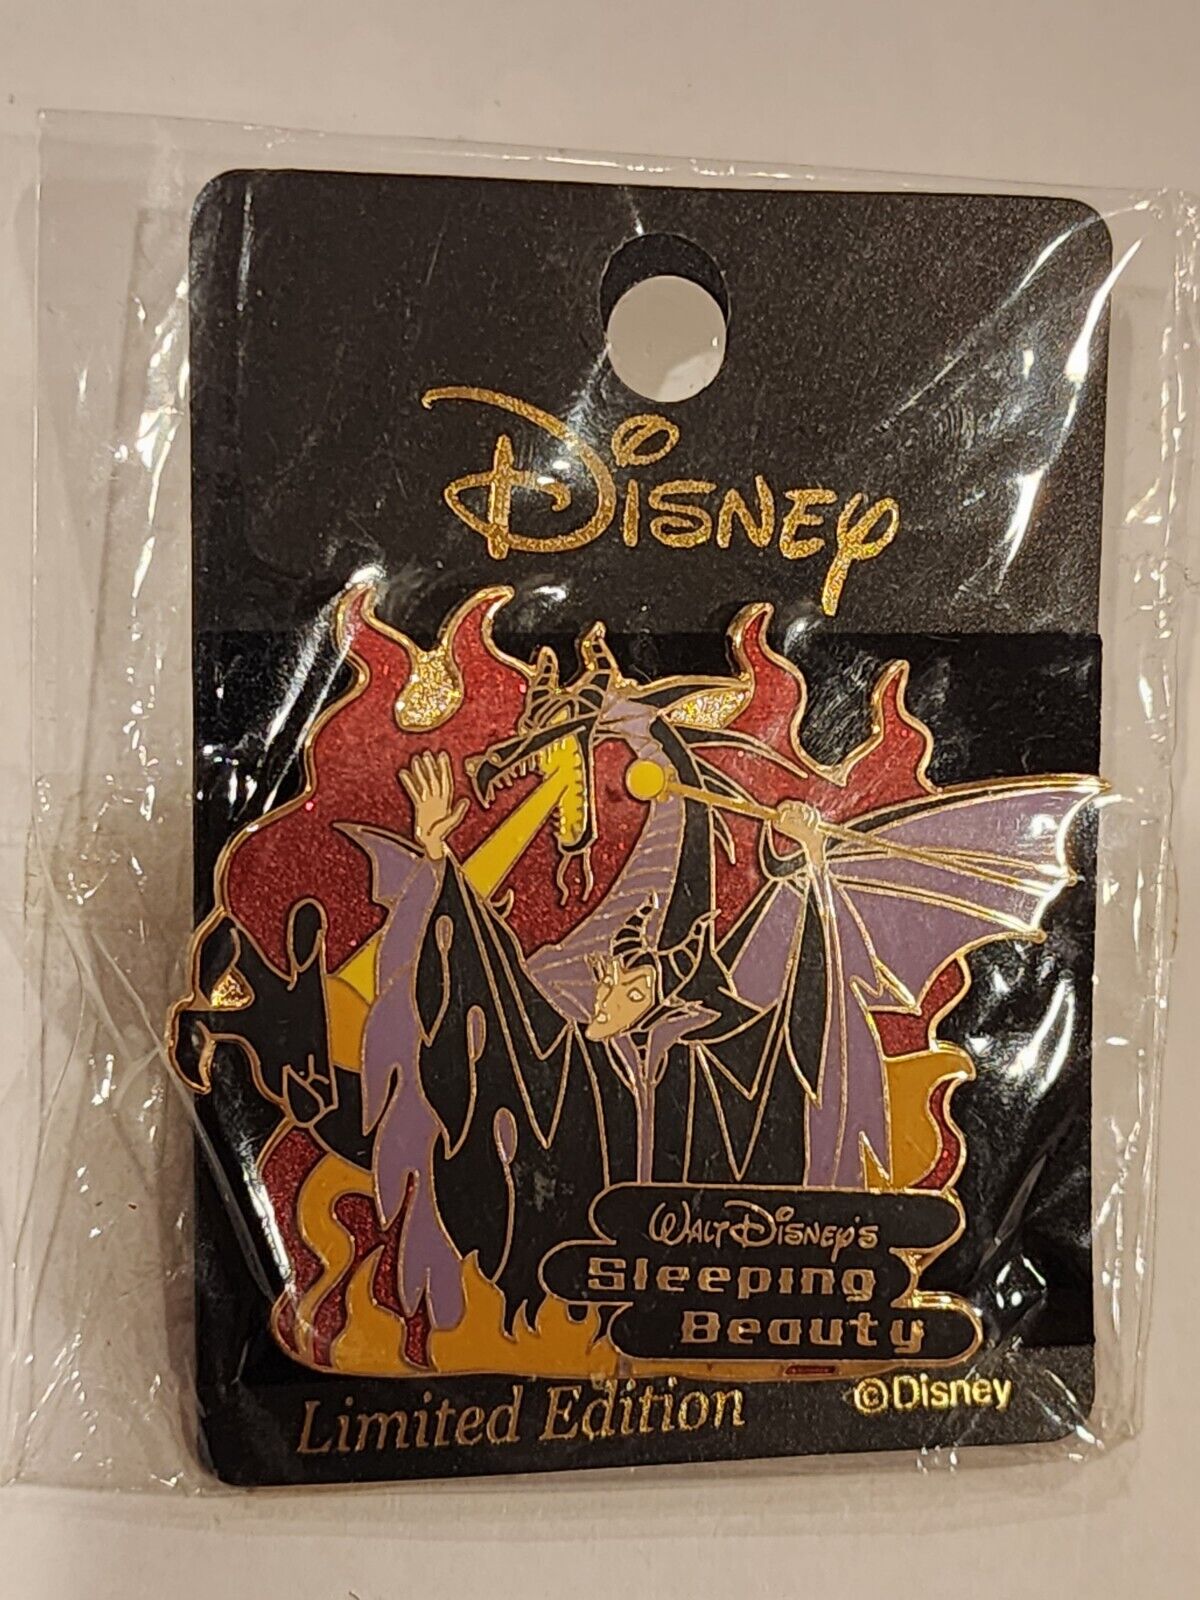 Disney
Walt Disney's
Sleeping
Beauty
Limited Edition
©Disney